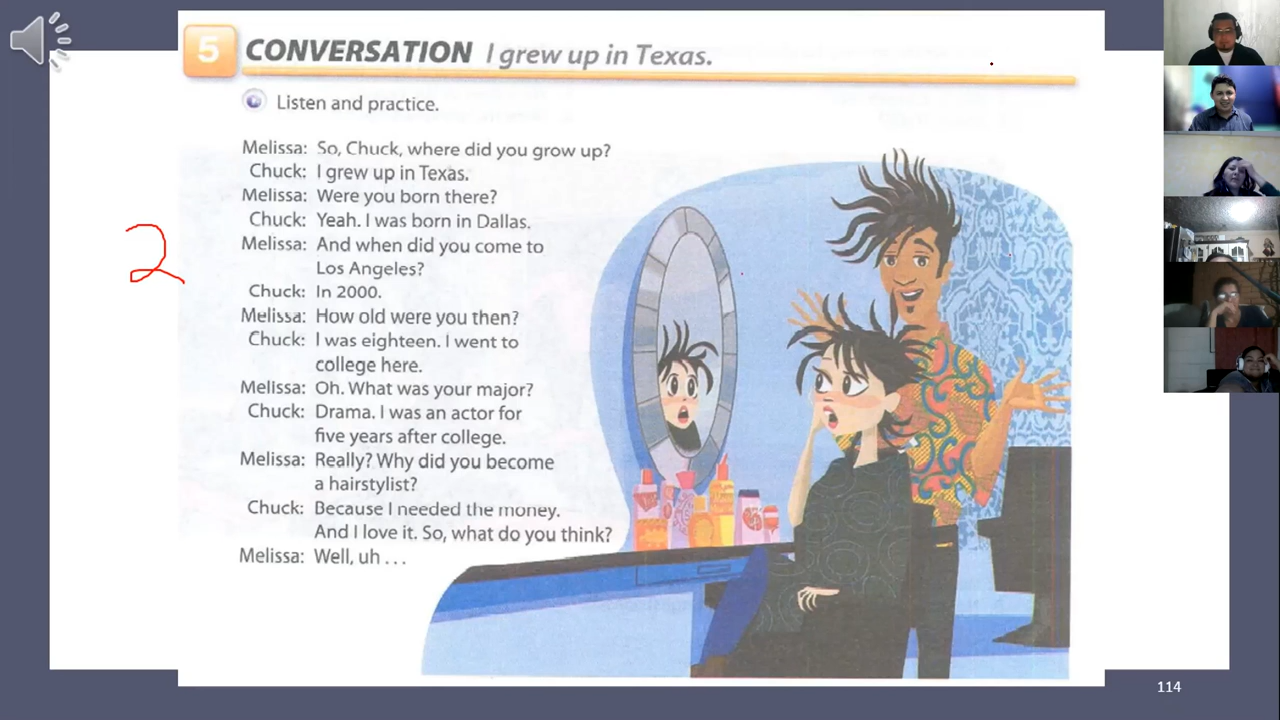 5 CONVERSATION I grew up in Texas.
Listen and practice.
Melissa: So, Chuck, where did you grow up?
Chuck: I grew up in Texas.
Melissa: Were you born there?
Chuck: Yeah. I was born in Dallas.
Melissa: And when did you come to
Los Angeles?
Chuck: In 2000.
Melissa: How old were you then?
Chuck: I was eighteen. I went to
college here.
Melissa: Oh. What was your major?
Chuck: Drama. I was an actor for
five years after college.
Melissa: Really? Why did you become
a hairstylist?
Chuck: Because I needed the money.
And I love it. So, what do you think?
Melissa: Well, uh . . .
2
114